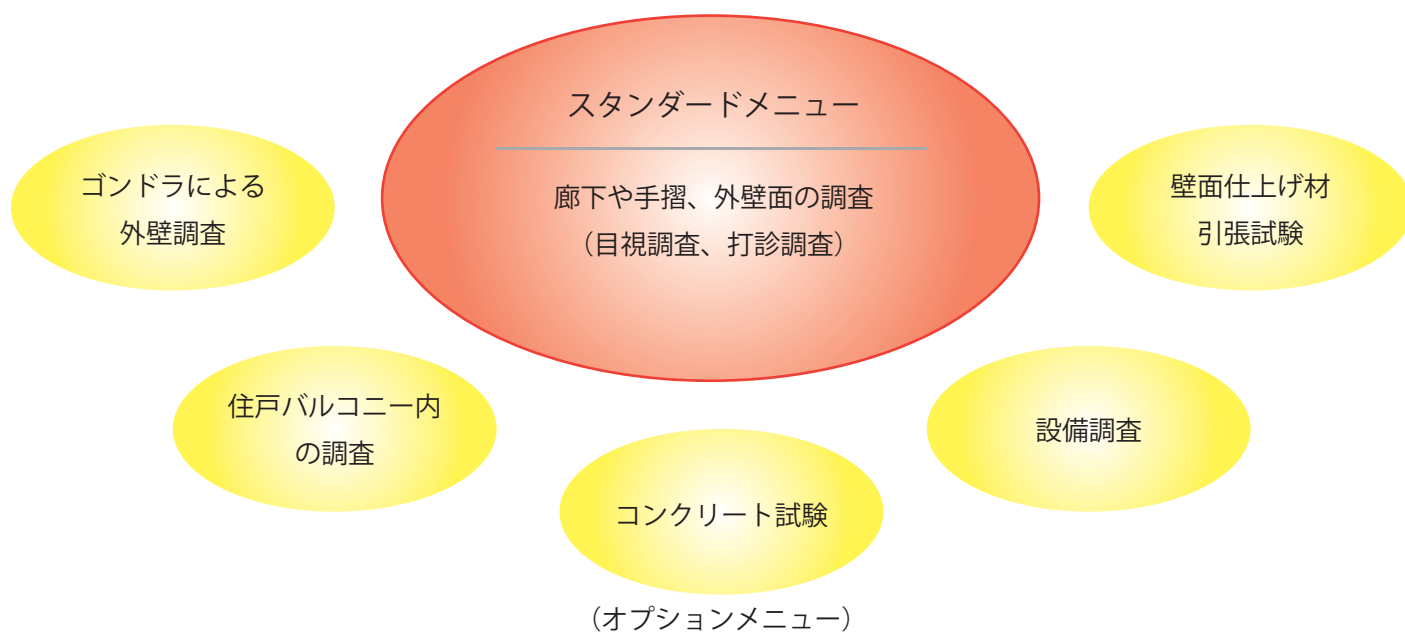 スタンダードメニュー
廊下や手摺、外壁面の調査
（目視調査、打診調査）
ゴンドラによる
外壁調査
壁面仕上げ材
引張試験
住戸バルコニー内
の調査
設備調査
コンクリート試験
（オプションメニュー）